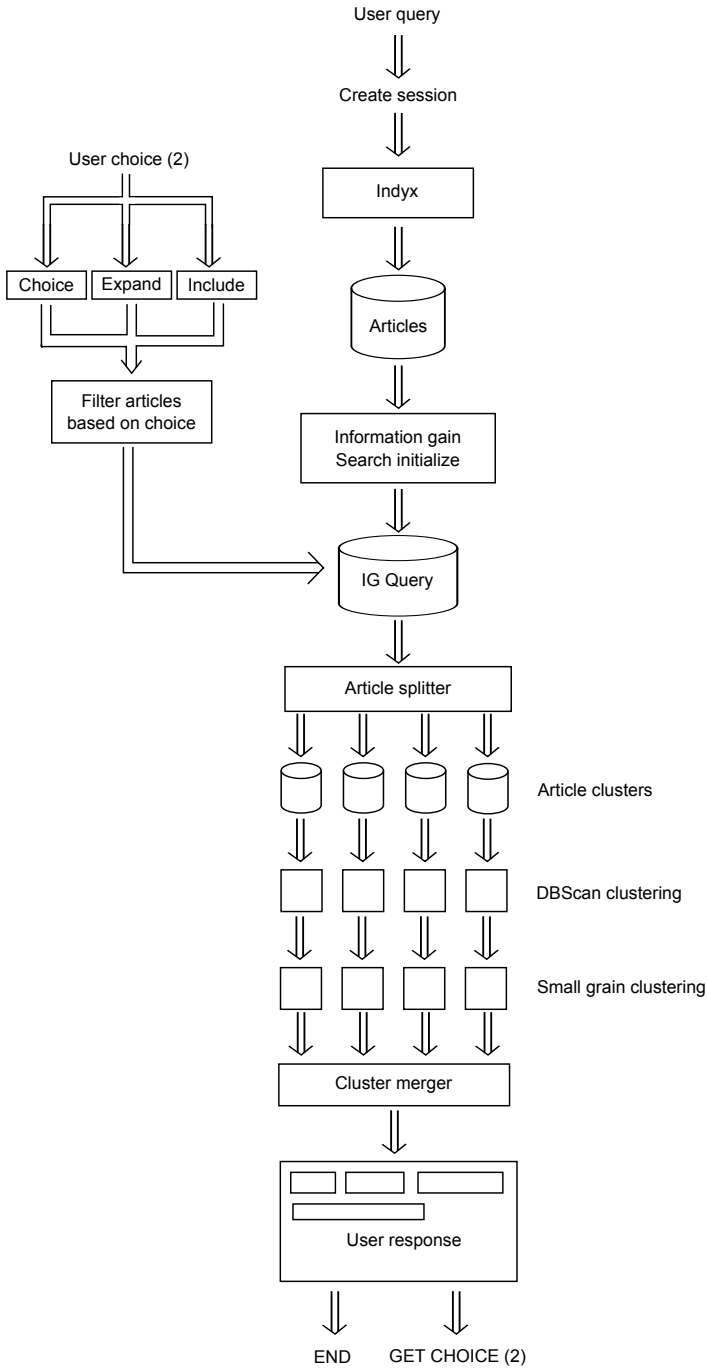 User query
Create session
User choice (2)
Indyx
Choice
Expand
Include
Articles
Filter articles
based on choice
Information gain
Search initialize
IG Query
Article splitter
Article clusters
DBScan clustering
Small grain clustering
Cluster merger
User response
END
GET CHOICE (2)